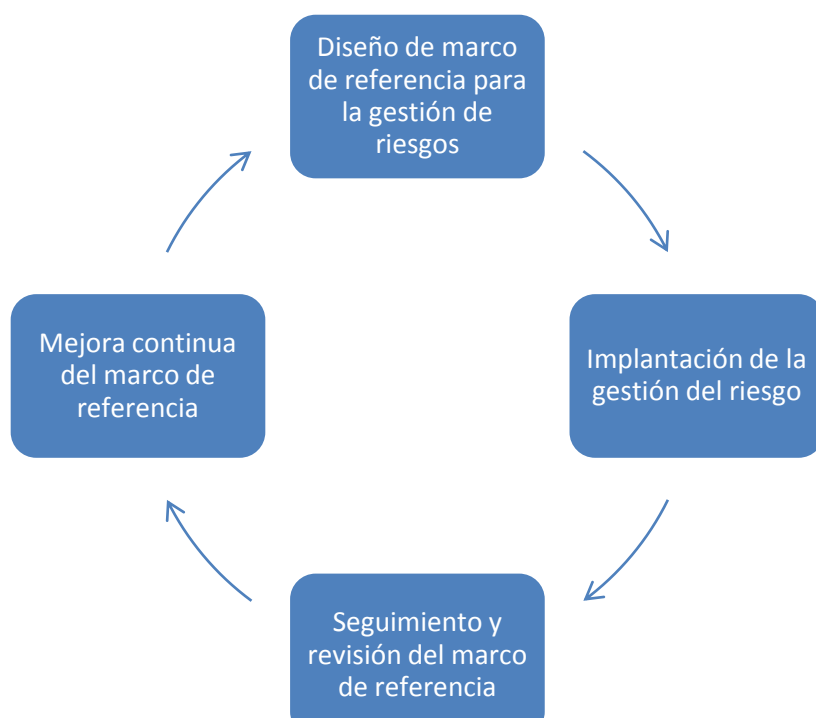 Diseño de marco
de referencia para
la gestión de
riesgos
Mejora continua
del marco de
referencia
Implantación de la
gestión del riesgo
Seguimiento y
revisión del marco
de referencia